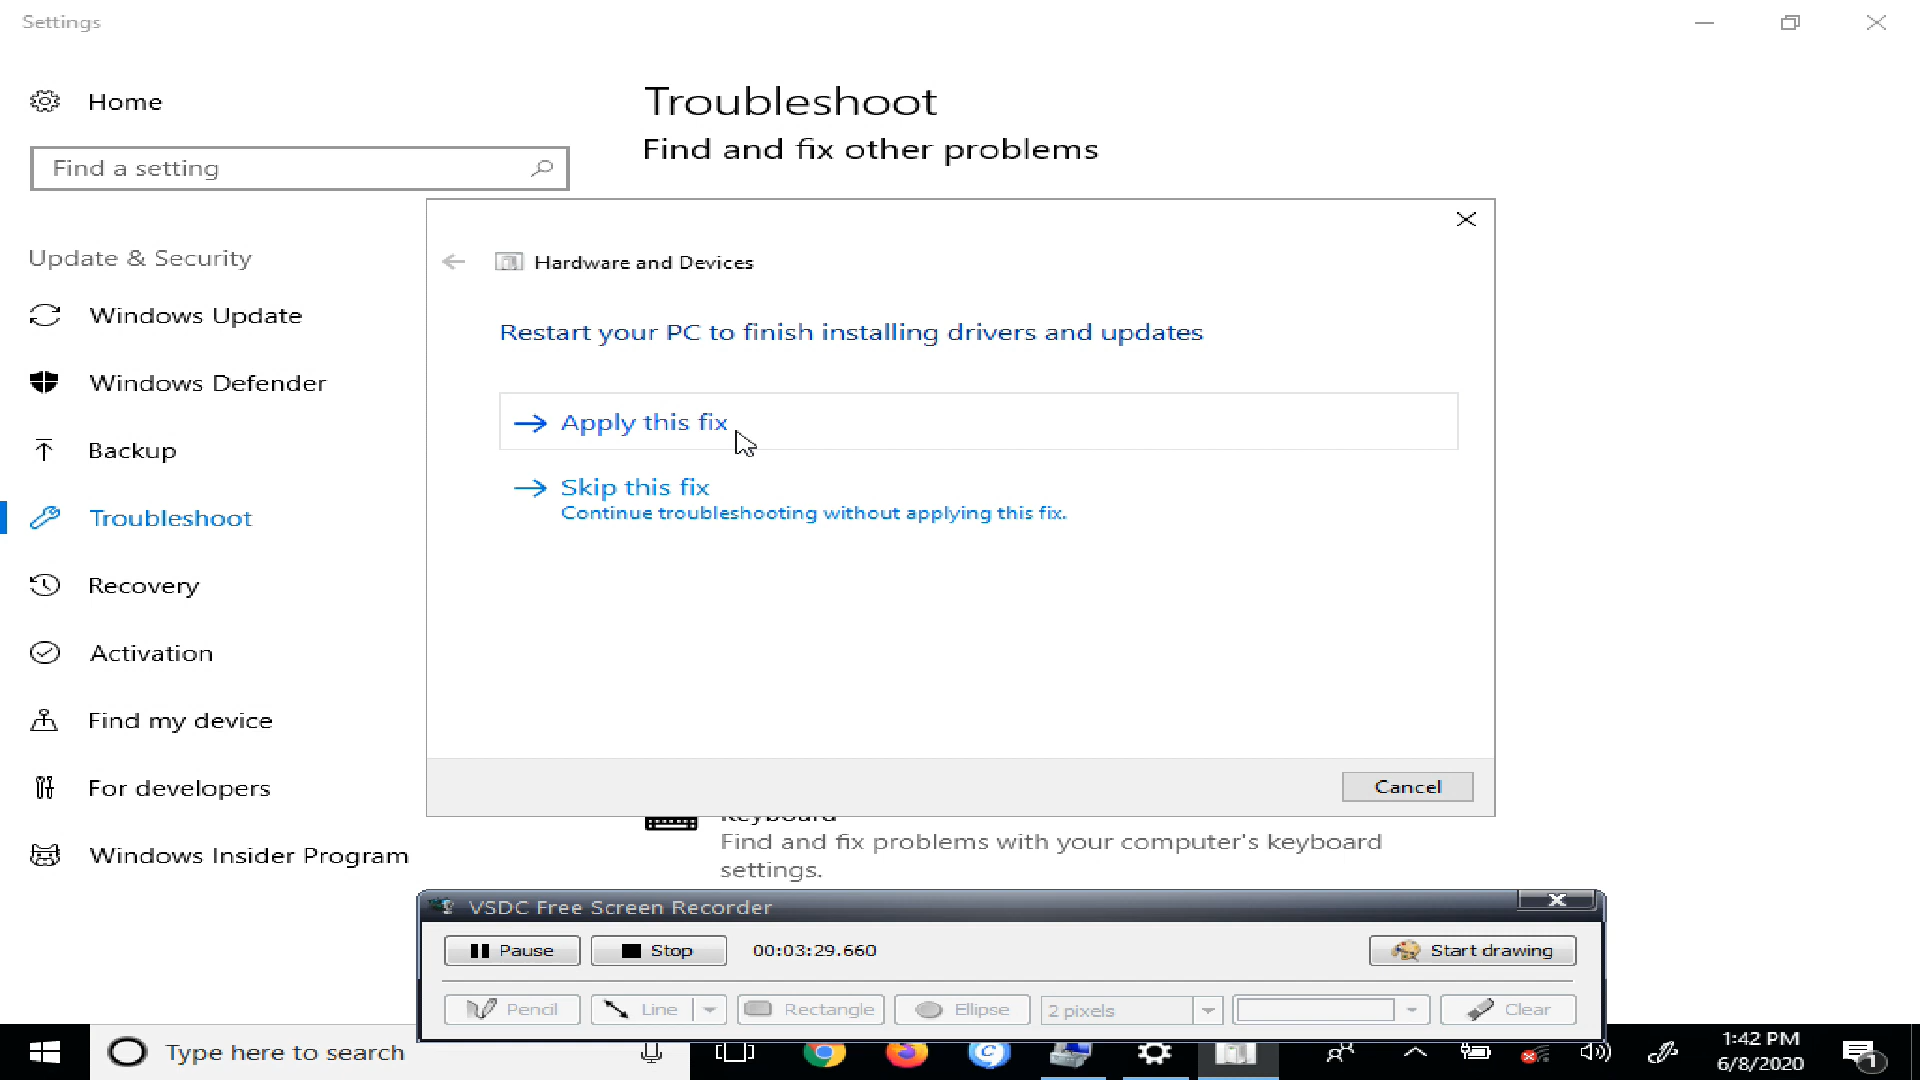 Settings
Home
Find a setting
Update & Security
Windows Update
Windows Defender
Backup
Troubleshoot
Recovery
Activation
Find my device
For developers
Windows Insider Program
Troubleshoot
Find and fix other problems
Hardware and Devices
Restart your PC to finish installing drivers and updates
Apply this fix
Skip this fix
Continue troubleshooting without applying this fix.
Cancel
Keyboard
Find and fix problems with your computer's keyboard
settings.
VSDC Free Screen Recorder
Pause
Stop
00:03:29.660
Start drawing
Pencil
Line
Rectangle
Ellipse
2 pixels
Clear
Type here to search
1:42 PM
6/8/2020
1